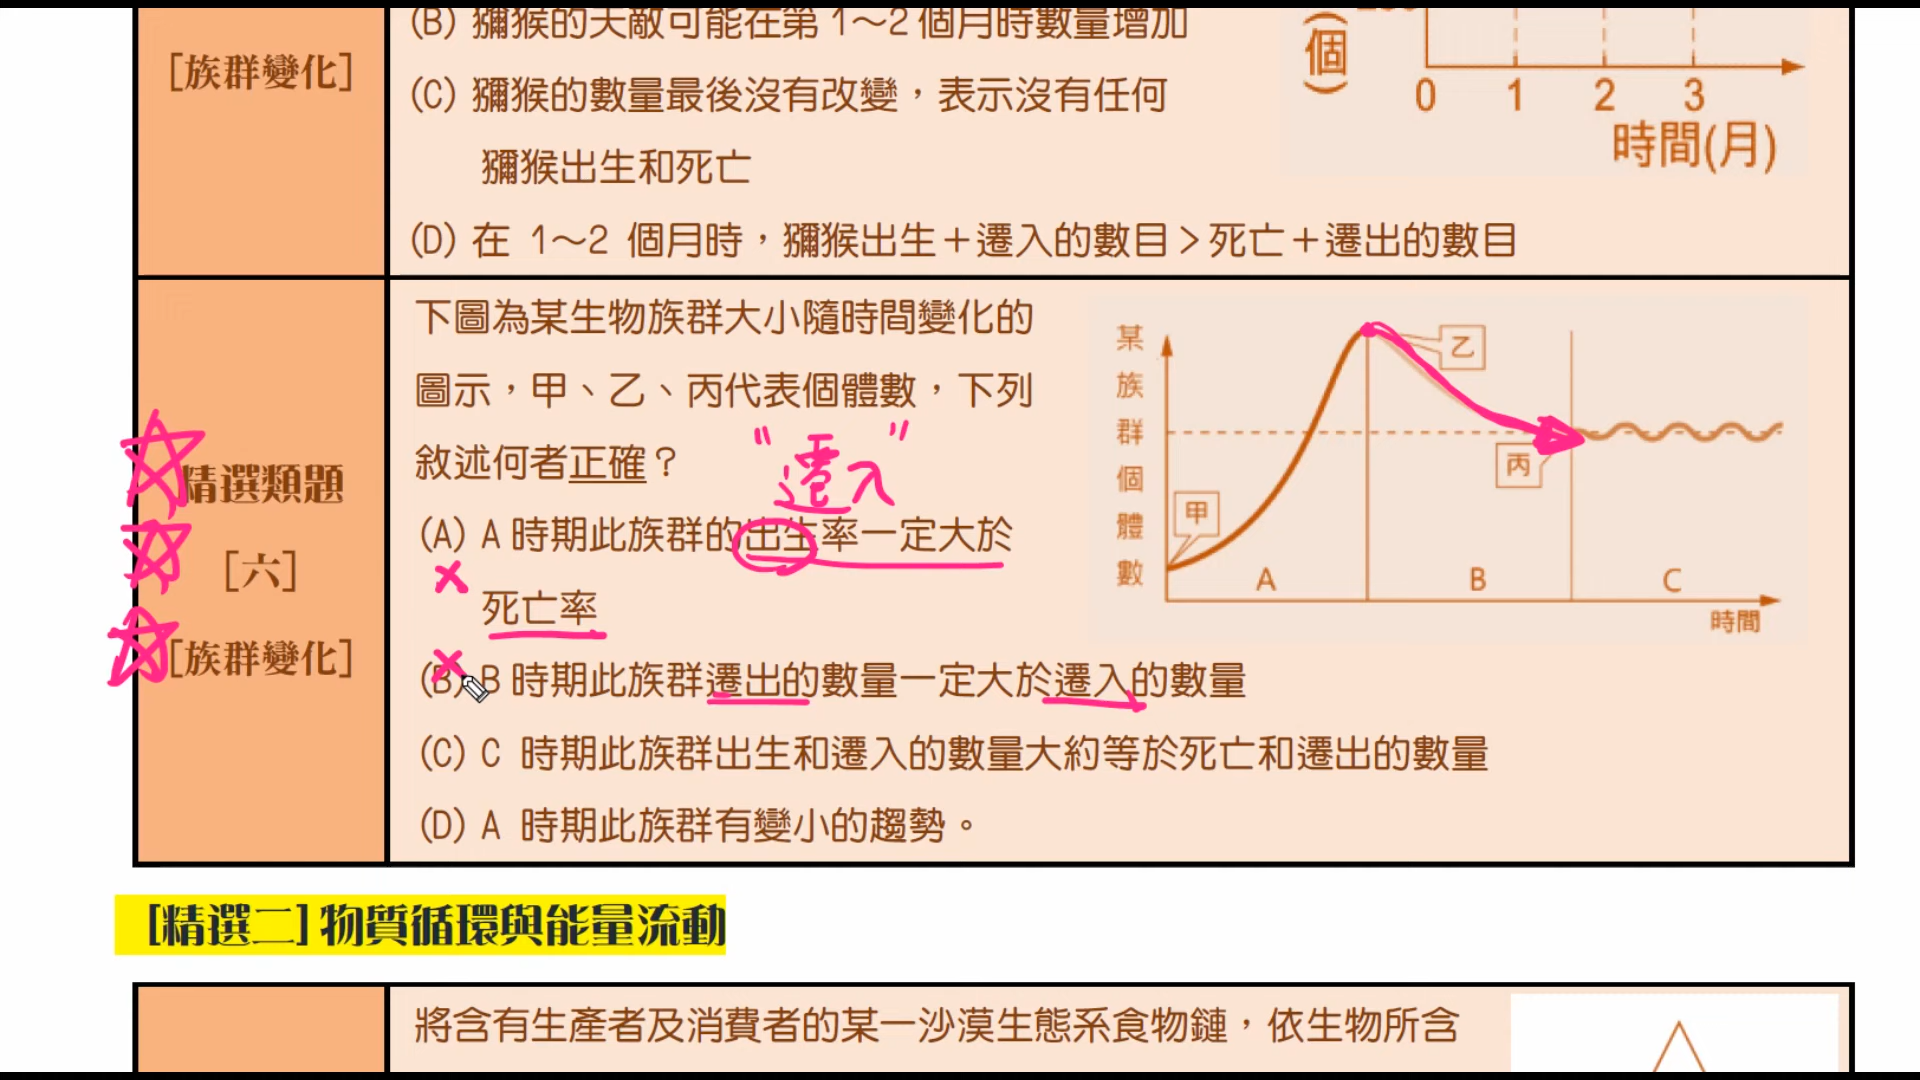 [族群變化]
(B) 獼猴的天敵可能在第 1～2 個月時數量增加
(C) 獼猴的數量最後沒有改變，表示沒有任何
獼猴出生和死亡
(D) 在 1～2 個月時，獼猴出生＋遷入的數目＞死亡＋遷出的數目
(個)
0 1 2 3
時間(月)
精選類題
[六]
[族群變化]
下圖為某生物族群大小隨時間變化的
圖示，甲、乙、丙代表個體數，下列
敘述何者正確？
"遷入"
(A) A 時期此族群的出生率一定大於
死亡率
(B) B 時期此族群遷出的數量一定大於遷入的數量
(C) C 時期此族群出生和遷入的數量大約等於死亡和遷出的數量
(D) A 時期此族群有變小的趨勢。
某族群個體數
甲
乙
丙
A B C
時間
[精選二] 物質循環與能量流動
將含有生產者及消費者的某一沙漠生態系食物鏈，依生物所含